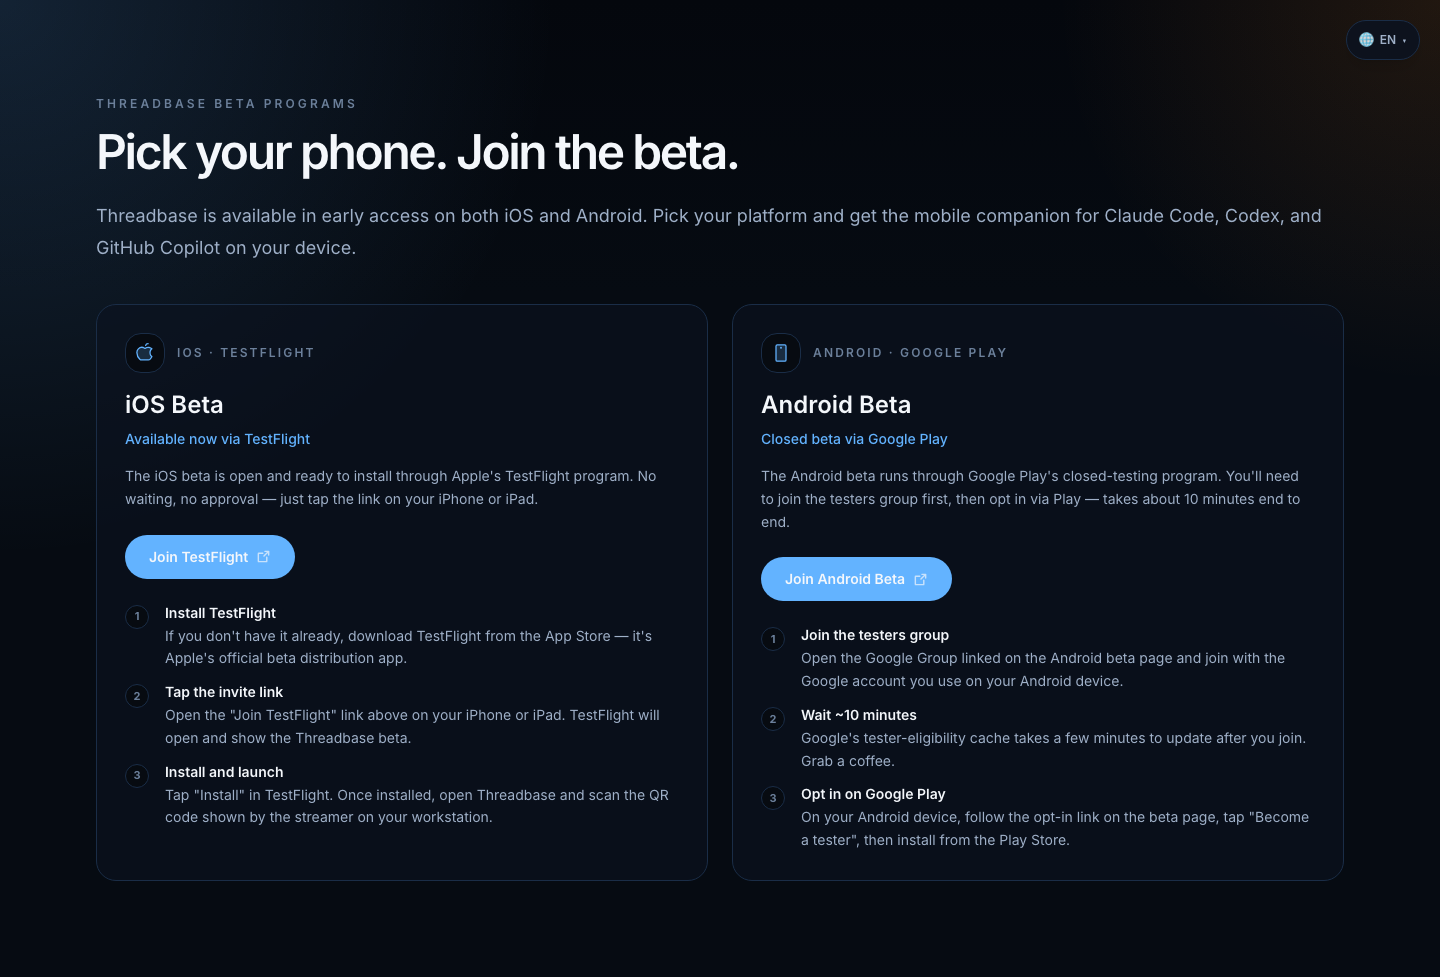 EN
THREADBASE BETA PROGRAMS
Pick your phone. Join the beta.
Threadbase is available in early access on both iOS and Android. Pick your platform and get the mobile companion for Claude Code, Codex, and
GitHub Copilot on your device.
IOS · TESTFLIGHT
iOS Beta
Available now via TestFlight
The iOS beta is open and ready to install through Apple's TestFlight program. No
waiting, no approval — just tap the link on your iPhone or iPad.
Join TestFlight
1
Install TestFlight
If you don't have it already, download TestFlight from the App Store — it's
Apple's official beta distribution app.
2
Tap the invite link
Open the "Join TestFlight" link above on your iPhone or iPad. TestFlight will
open and show the Threadbase beta.
3
Install and launch
Tap "Install" in TestFlight. Once installed, open Threadbase and scan the QR
code shown by the streamer on your workstation.
ANDROID · GOOGLE PLAY
Android Beta
Closed beta via Google Play
The Android beta runs through Google Play's closed-testing program. You'll need
to join the testers group first, then opt in via Play — takes about 10 minutes end to
end.
Join Android Beta
1
Join the testers group
Open the Google Group linked on the Android beta page and join with the
Google account you use on your Android device.
2
Wait ~10 minutes
Google's tester-eligibility cache takes a few minutes to update after you join.
Grab a coffee.
3
Opt in on Google Play
On your Android device, follow the opt-in link on the beta page, tap "Become
a tester", then install from the Play Store.